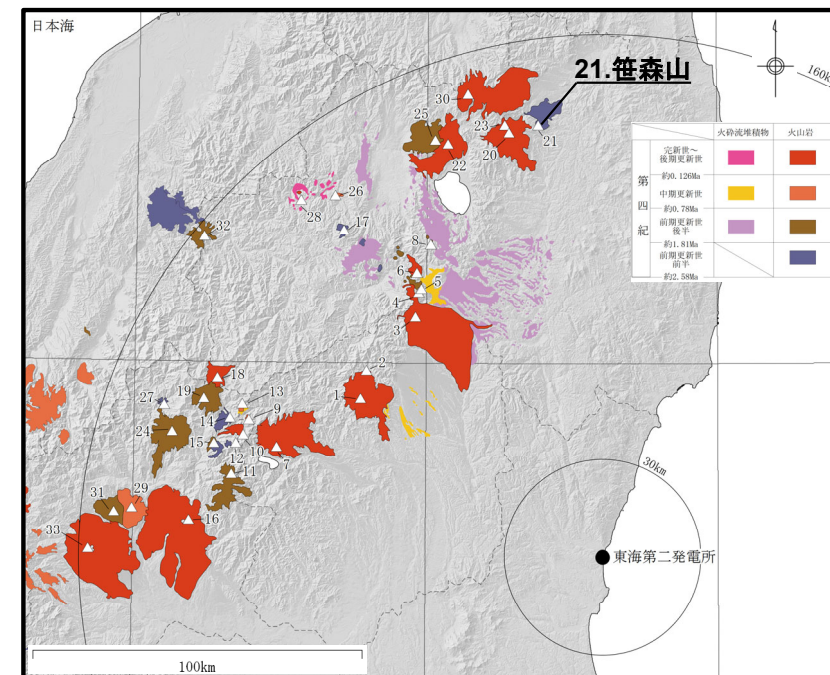 日本海
160km
21.笹森山
火砕流堆積物
火山岩
第四紀
完新世～
後期更新世
約0.126Ma
中期更新世
約0.78Ma
前期更新世
後半
約1.81Ma
前期更新世
前半
約2.58Ma
30
25
23
20
21
22
26
28
17
32
8
6
5
4
3
2
1
18
19
13
27
14
9
24
15
10
12
7
11
31
29
16
33
30km
東海第二発電所
100km